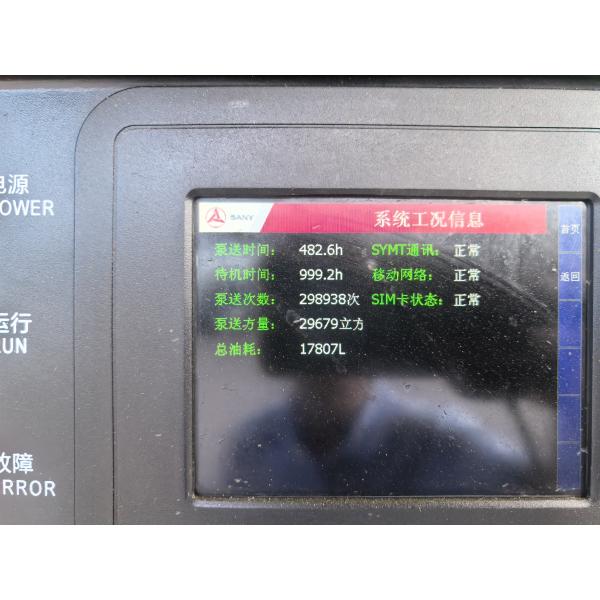 电源
POWER
运行
RUN
故障
ERROR
SANY 系统工况信息
首页
泵送时间: 482.6h SYMT通讯: 正常
待机时间: 999.2h 移动网络: 正常
返回
泵送次数: 298938次 SIM卡状态: 正常
泵送方量: 29679立方
总油耗: 17807L